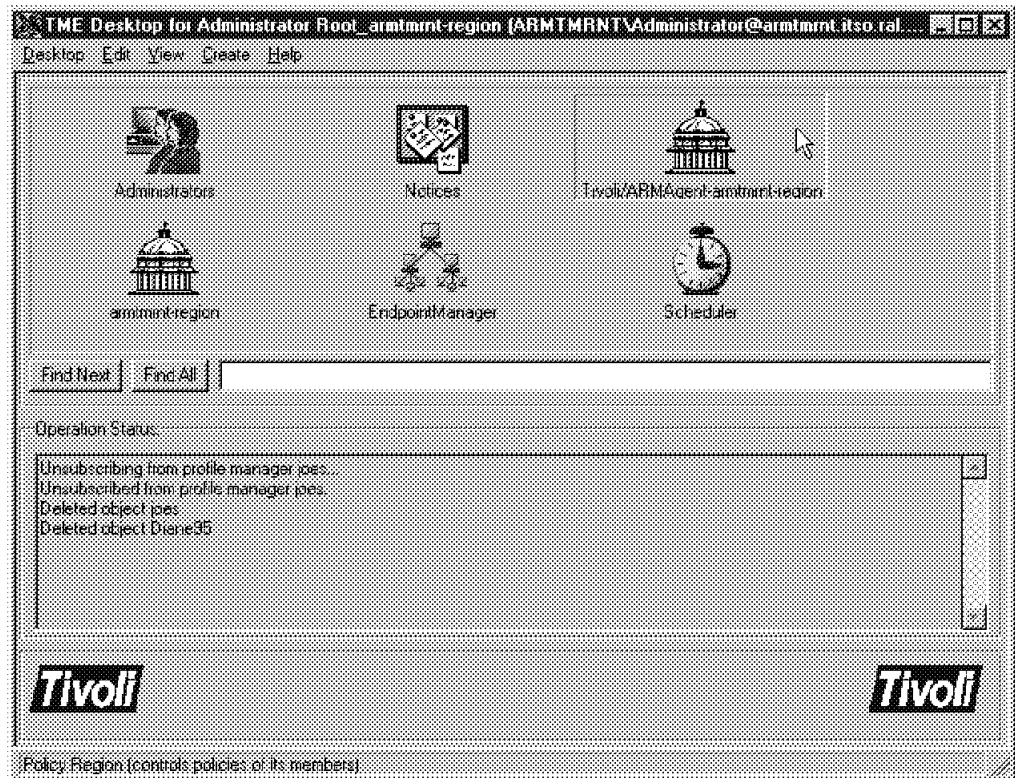 TME Desktop for Administrator Root_armtmrnt-region (ARMTMRNT\Administrator@armtmrnt.itso.ral...
Desktop Edit View Create Help
Administrators Notices Tivoli/ARMAgent-armtmrnt-region
armtmrnt-region EndpointManager Scheduler
Find Next Find All
Operation Status:
Unsubscribing from profile manager joes...
Unsubscribed from profile manager joes.
Deleted object joes
Deleted object Diane95
Tivoli Tivoli
Policy Region (controls policies of its members)